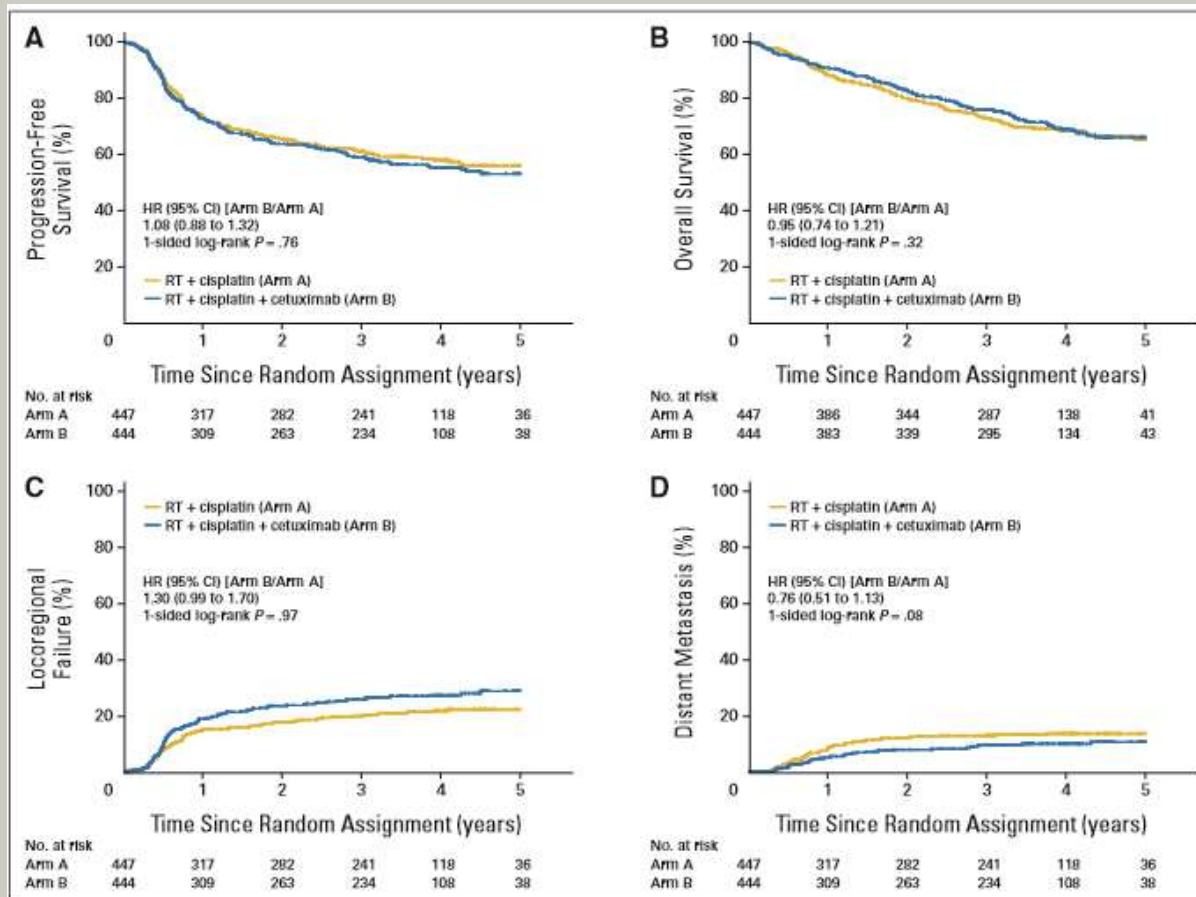 A
100
80
60
40
20
0
Progression-Free
Survival (%)
HR (95% CI) [Arm B/Arm A]
1.08 (0.88 to 1.32)
1-sided log-rank P = .76
RT + cisplatin (Arm A)
RT + cisplatin + cetuximab (Arm B)
1 2 3 4 5
Time Since Random Assignment (years)
No. at risk
Arm A 447 317 282 241 118 36
Arm B 444 309 263 234 108 38
B
100
80
60
40
20
0
Overall Survival (%)
HR (95% CI) [Arm B/Arm A]
0.95 (0.74 to 1.21)
1-sided log-rank P = .32
RT + cisplatin (Arm A)
RT + cisplatin + cetuximab (Arm B)
1 2 3 4 5
Time Since Random Assignment (years)
No. at risk
Arm A 447 386 344 287 138 41
Arm B 444 383 339 295 134 43
C
100
80
60
40
20
0
Locoregional
Failure (%)
RT + cisplatin (Arm A)
RT + cisplatin + cetuximab (Arm B)
HR (95% CI) [Arm B/Arm A]
1.30 (0.99 to 1.70)
1-sided log-rank P = .97
1 2 3 4 5
Time Since Random Assignment (years)
No. at risk
Arm A 447 317 282 241 118 36
Arm B 444 309 263 234 108 38
D
100
80
60
40
20
0
Distant Metastasis (%)
RT + cisplatin (Arm A)
RT + cisplatin + cetuximab (Arm B)
HR (95% CI) [Arm B/Arm A]
0.76 (0.51 to 1.13)
1-sided log-rank P = .08
1 2 3 4 5
Time Since Random Assignment (years)
No. at risk
Arm A 447 317 282 241 118 36
Arm B 444 309 263 234 108 38